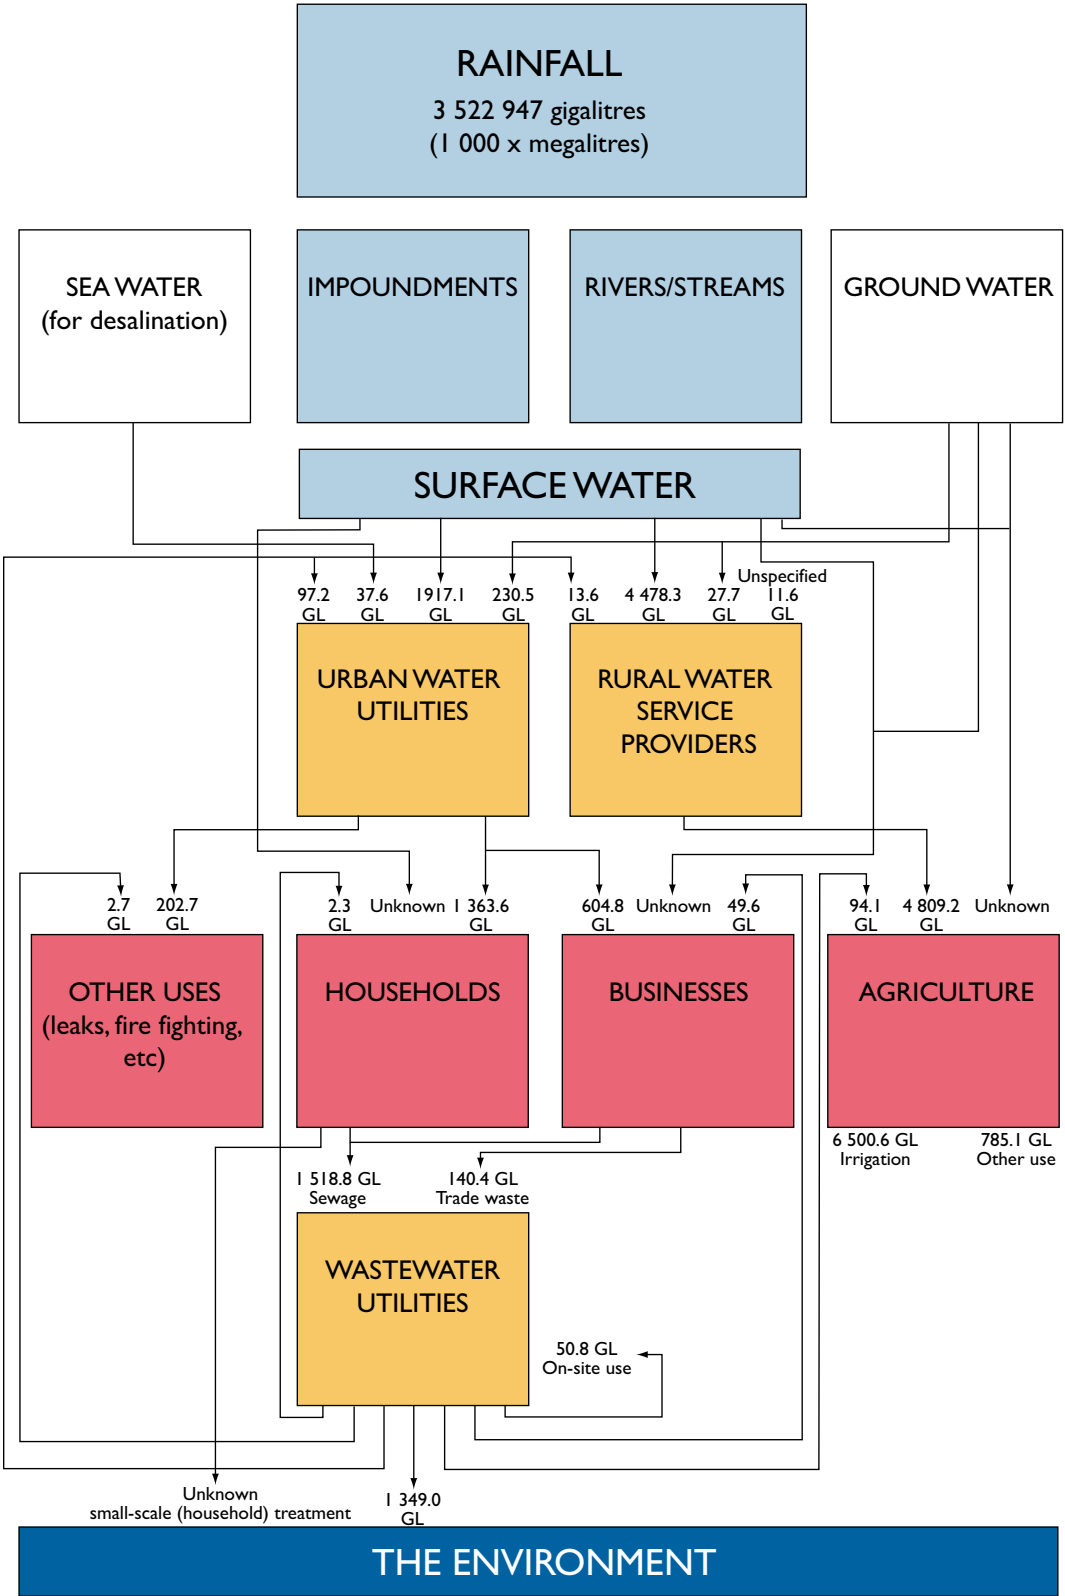 RAINFALL
3 522 947 gigalitres
(1 000 x megalitres)
SEA WATER
(for desalination)
IMPOUNDMENTS
RIVERS/STREAMS
GROUND WATER
SURFACE WATER
Unspecified
97.2
GL
37.6
GL
1917.1
GL
230.5
GL
13.6
GL
4 478.3
GL
27.7
GL
11.6
GL
URBAN WATER
UTILITIES
RURAL WATER
SERVICE
PROVIDERS
2.7
GL
202.7
GL
2.3
GL
Unknown
1 363.6
GL
604.8
GL
Unknown
49.6
GL
94.1
GL
4 809.2
GL
Unknown
OTHER USES
(leaks, fire fighting,
etc)
HOUSEHOLDS
BUSINESSES
AGRICULTURE
6 500.6 GL
Irrigation
785.1 GL
Other use
1 518.8 GL
Sewage
140.4 GL
Trade waste
WASTEWATER
UTILITIES
50.8 GL
On-site use
Unknown
small-scale (household) treatment
1 349.0
GL
THE ENVIRONMENT